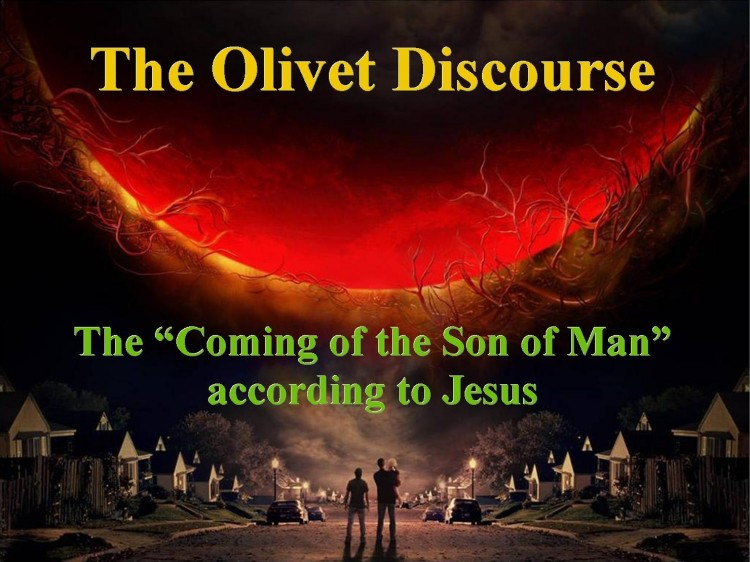 The Olivet Discourse
The “Coming of the Son of Man”
according to Jesus